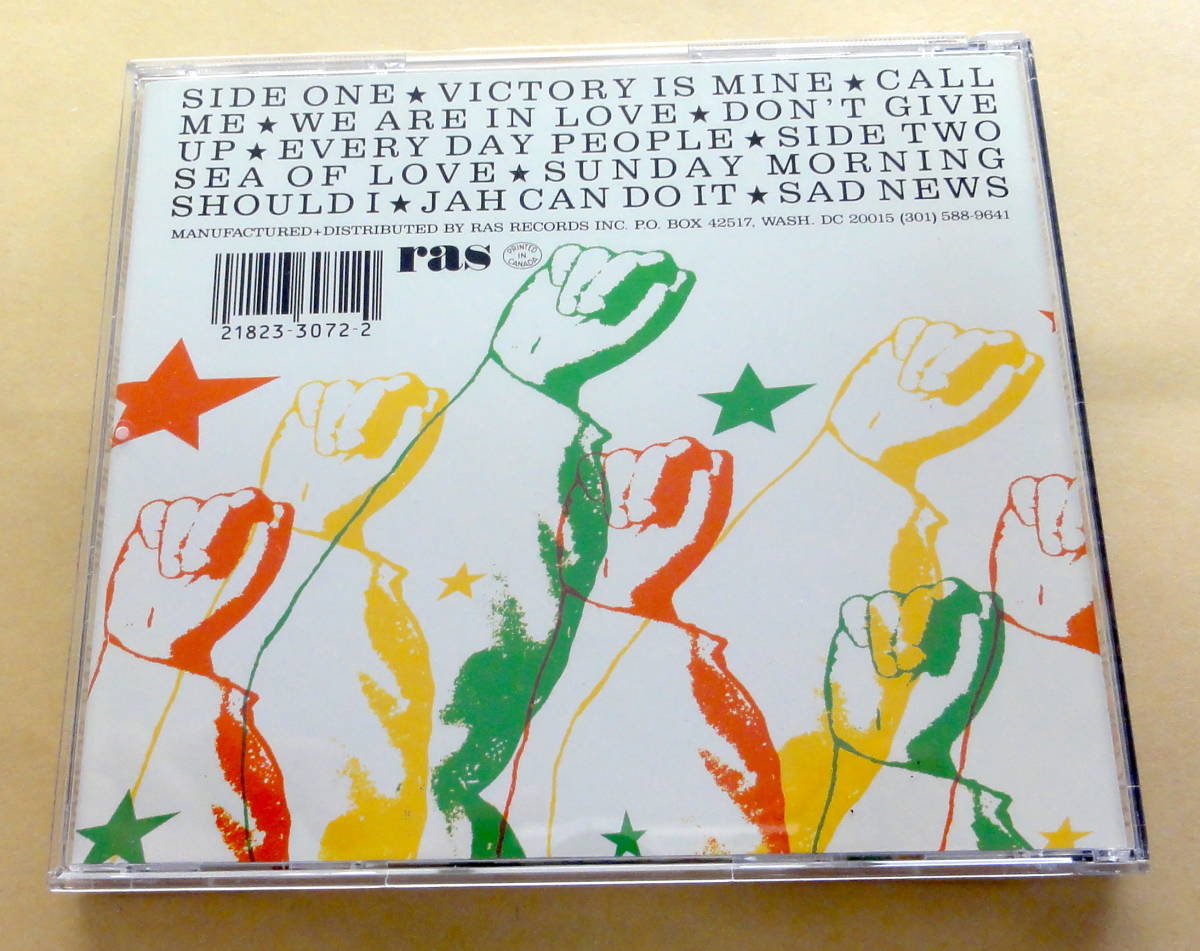 SIDE ONE ★ VICTORY IS MINE ★ CALL
ME ★ WE ARE IN LOVE ★ DON'T GIVE
UP ★ EVERY DAY PEOPLE ★ SIDE TWO
SEA OF LOVE ★ SUNDAY MORNING
SHOULD I ★ JAH CAN DO IT ★ SAD NEWS
MANUFACTURED+DISTRIBUTED BY RAS RECORDS INC. P.O. BOX 42517, WASH. DC 20015 (301) 588-9641
ras
PRINTED
IN
CANADA
21823-3072-2